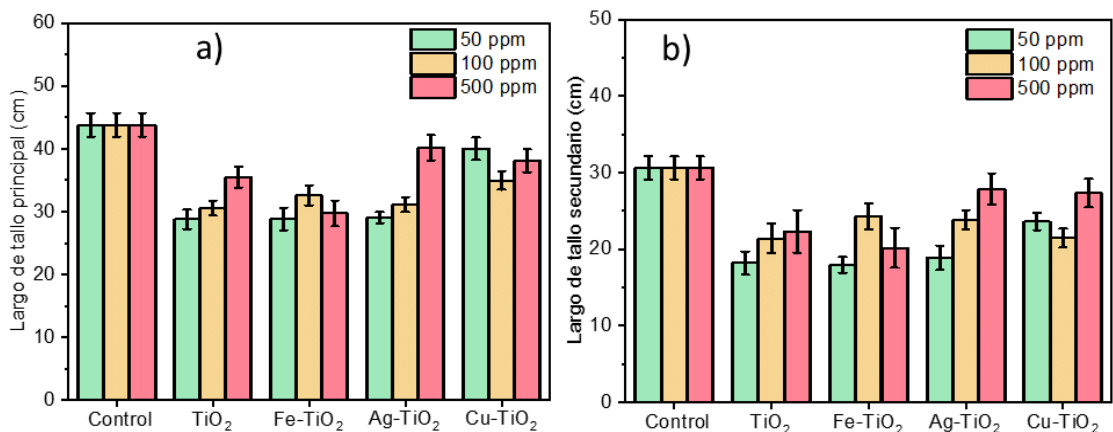 a)
50 ppm
100 ppm
500 ppm
Largo de tallo principal (cm)
60
50
40
30
20
10
0
Control TiO₂ Fe-TiO₂ Ag-TiO₂ Cu-TiO₂
b)
50 ppm
100 ppm
500 ppm
Largo de tallo secundario (cm)
50
40
30
20
10
0
Control TiO₂ Fe-TiO₂ Ag-TiO₂ Cu-TiO₂